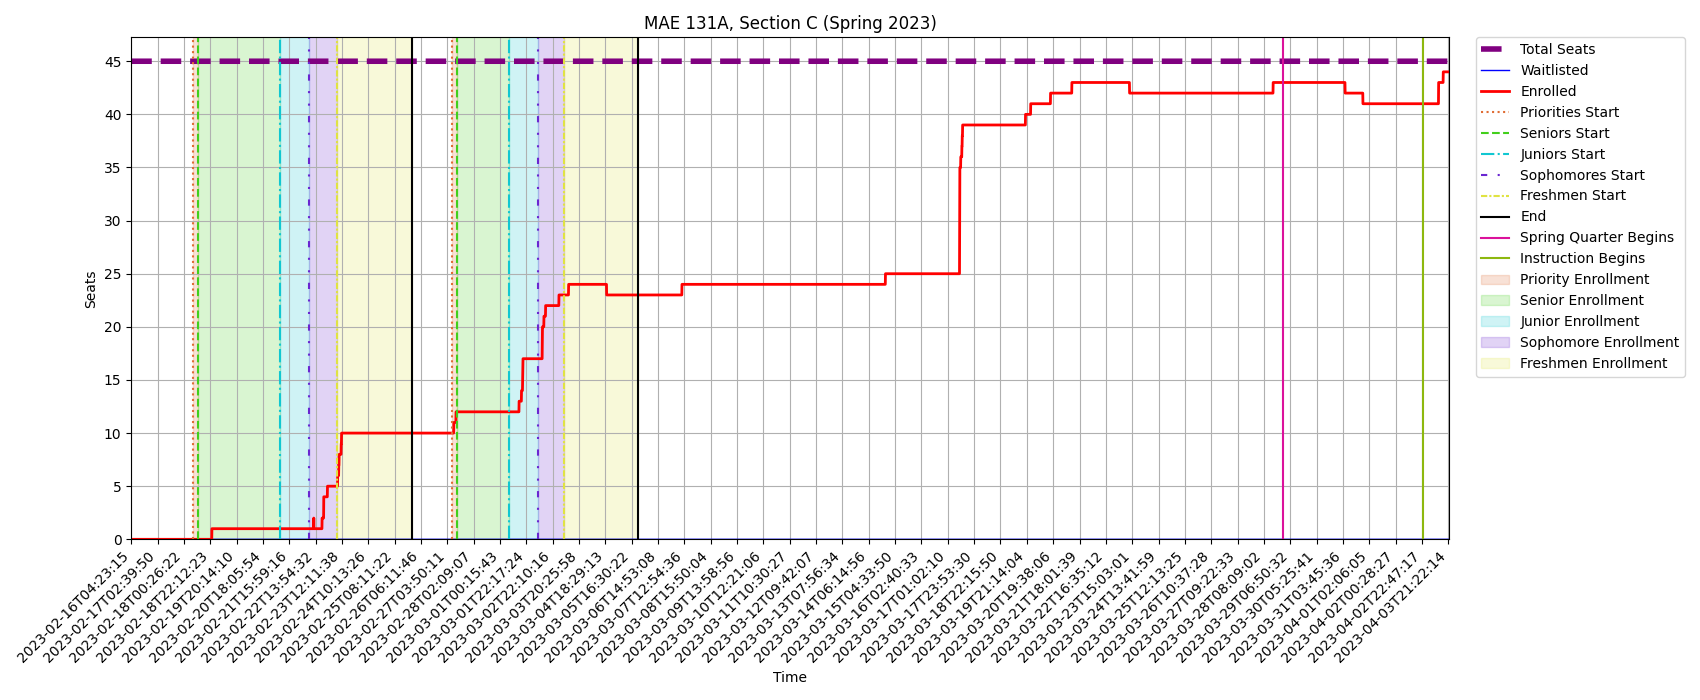 MAE 131A, Section C (Spring 2023)
Seats
45
40
35
30
25
20
15
10
5
0
2023-02-16T04:23:15
2023-02-17T02:39:50
2023-02-18T00:26:22
2023-02-18T22:12:23
2023-02-19T20:14:10
2023-02-20T18:05:54
2023-02-21T15:59:16
2023-02-22T13:54:32
2023-02-23T12:11:38
2023-02-24T10:13:26
2023-02-25T08:11:22
2023-02-26T06:11:46
2023-02-27T03:50:11
2023-02-28T02:09:07
2023-03-01T00:15:43
2023-03-01T22:17:24
2023-03-02T22:10:16
2023-03-03T20:25:58
2023-03-04T18:29:13
2023-03-05T16:30:22
2023-03-06T14:53:08
2023-03-07T12:54:36
2023-03-08T15:50:04
2023-03-09T13:58:56
2023-03-10T12:21:06
2023-03-11T10:30:27
2023-03-12T09:42:07
2023-03-13T07:56:34
2023-03-14T06:14:56
2023-03-15T04:33:50
2023-03-16T02:40:33
2023-03-17T01:02:10
2023-03-17T23:53:30
2023-03-18T22:15:50
2023-03-19T21:14:04
2023-03-20T19:38:06
2023-03-21T18:01:39
2023-03-22T16:35:12
2023-03-23T15:03:01
2023-03-24T13:41:59
2023-03-25T12:13:25
2023-03-26T10:37:28
2023-03-27T09:22:33
2023-03-28T08:09:02
2023-03-29T06:50:32
2023-03-30T05:25:41
2023-03-31T03:45:36
2023-04-01T02:06:05
2023-04-02T00:28:27
2023-04-02T22:47:17
2023-04-03T21:22:14
Time
Total Seats
Waitlisted
Enrolled
Priorities Start
Seniors Start
Juniors Start
Sophomores Start
Freshmen Start
End
Spring Quarter Begins
Instruction Begins
Priority Enrollment
Senior Enrollment
Junior Enrollment
Sophomore Enrollment
Freshmen Enrollment